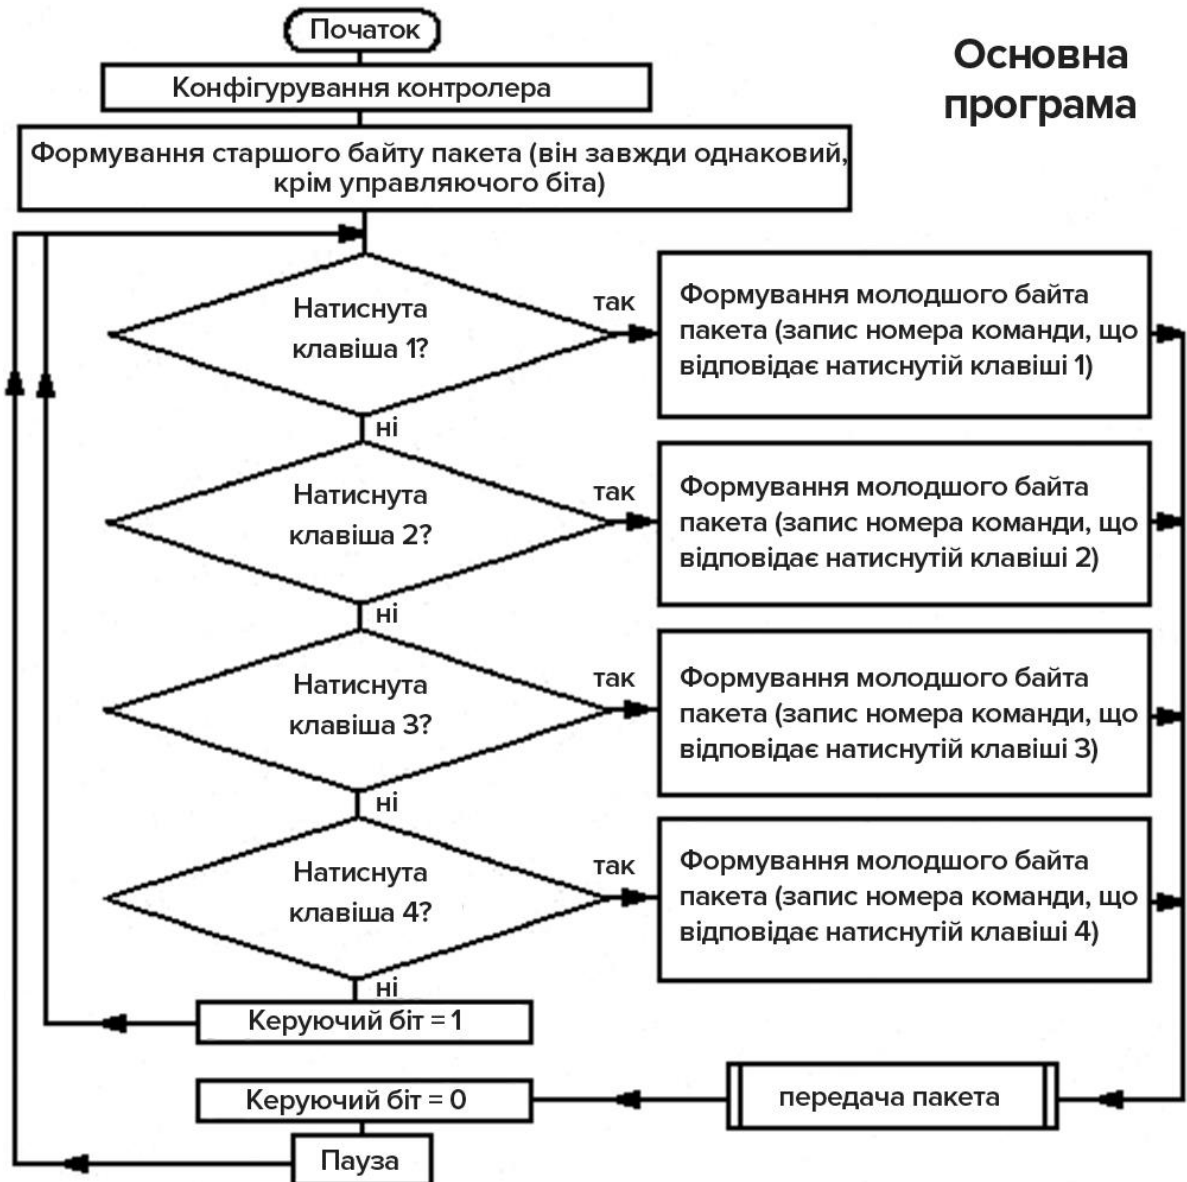 Початок
Основна
програма
Конфігурування контролера
Формування старшого байту пакета (він завжди однаковий,
крім управляючого біта)
Натиснута
клавіша 1?
так
Формування молодшого байта
пакета (запис номера команди, що
відповідає натиснутій клавіші 1)
ні
Натиснута
клавіша 2?
так
Формування молодшого байта
пакета (запис номера команди, що
відповідає натиснутій клавіші 2)
ні
Натиснута
клавіша 3?
так
Формування молодшого байта
пакета (запис номера команди, що
відповідає натиснутій клавіші 3)
ні
Натиснута
клавіша 4?
так
Формування молодшого байта
пакета (запис номера команди, що
відповідає натиснутій клавіші 4)
ні
Керуючий біт = 1
Керуючий біт = 0
передача пакета
Пауза